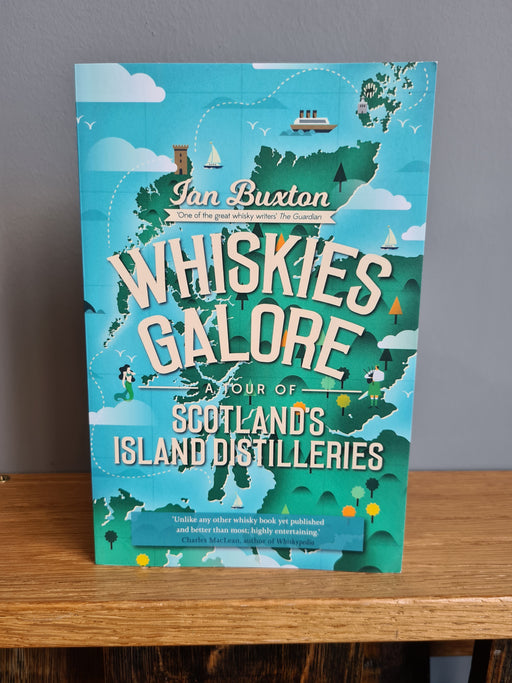 Ian Buxton
'One of the great whisky writers' The Guardian
WHISKIES
GALORE
A TOUR OF
SCOTLAND'S
ISLAND DISTILLERIES
'Unlike any other whisky book yet published
and better than most; highly entertaining.'
Charles MacLean, author of Whiskypedia